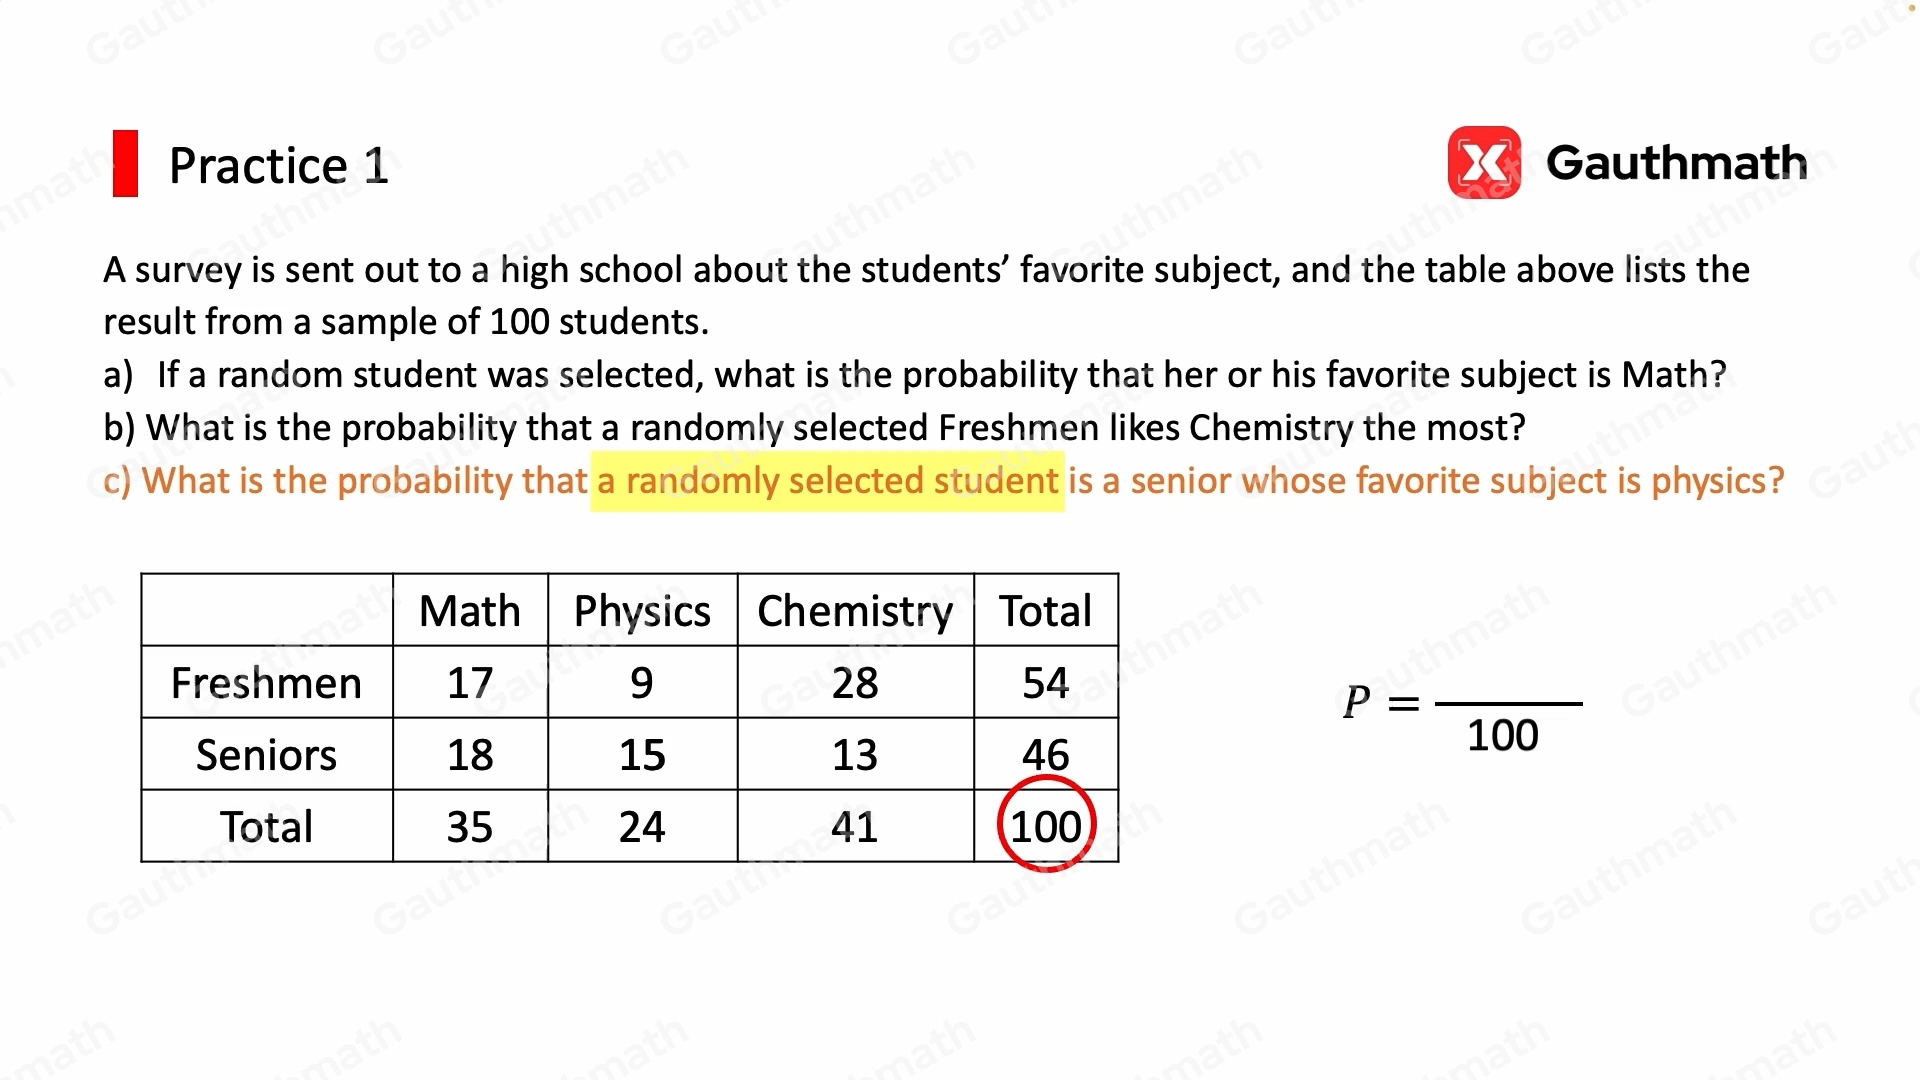 Practice 1
Gauthmath
A survey is sent out to a high school about the students’ favorite subject, and the table above lists the
result from a sample of 100 students.
a) If a random student was selected, what is the probability that her or his favorite subject is Math?
b) What is the probability that a randomly selected Freshmen likes Chemistry the most?
c) What is the probability that a randomly selected student is a senior whose favorite subject is physics?
Math Physics Chemistry Total
Freshmen 17 9 28 54
Seniors 18 15 13 46
Total 35 24 41 100
P =
100